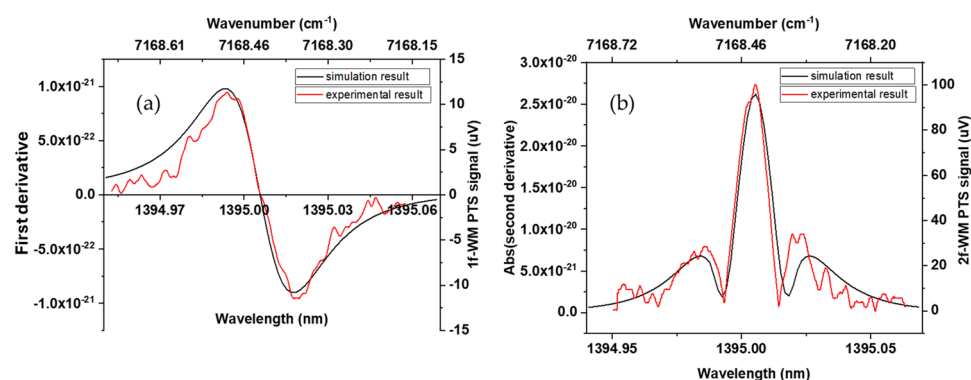 Wavenumber (cm-1)
7168.61 7168.46 7168.30 7168.15
simulation result
experimental result
(a)
First derivative
1.0x10-21
5.0x10-22
0.0
-5.0x10-22
-1.0x10-21
1394.97 1395.00 1395.03 1395.06
15
10
5
0
-5
-10
-15
1f-WM PTS signal (uV)
Wavelength (nm)
Wavenumber (cm-1)
7168.72 7168.46 7168.20
simulation result
experimental result
(b)
Abs(second derivative)
3.0x10-20
2.5x10-20
2.0x10-20
1.5x10-20
1.0x10-20
5.0x10-21
0.0
100
80
60
40
20
0
2f-WM PTS signal (uV)
1394.95 1395.00 1395.05
Wavelength (nm)